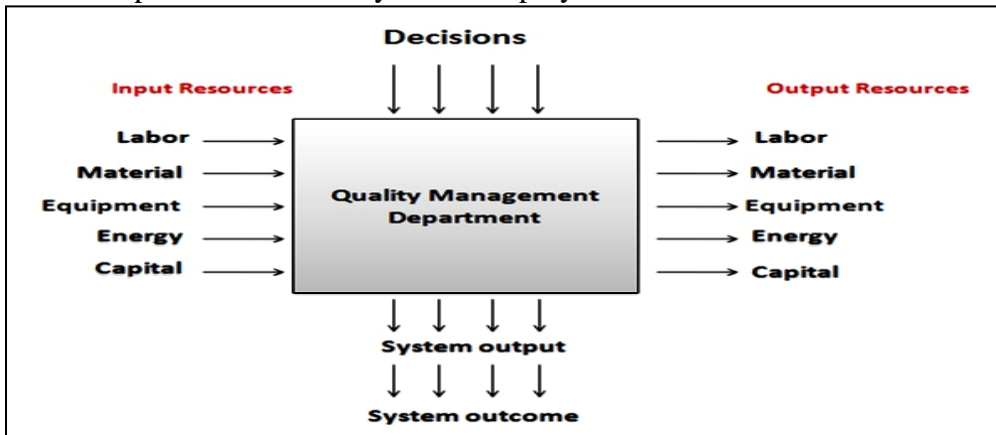 Decisions
Input Resources
Output Resources
Labor
Material
Equipment
Energy
Capital
Quality Management
Department
Labor
Material
Equipment
Energy
Capital
System output
System outcome